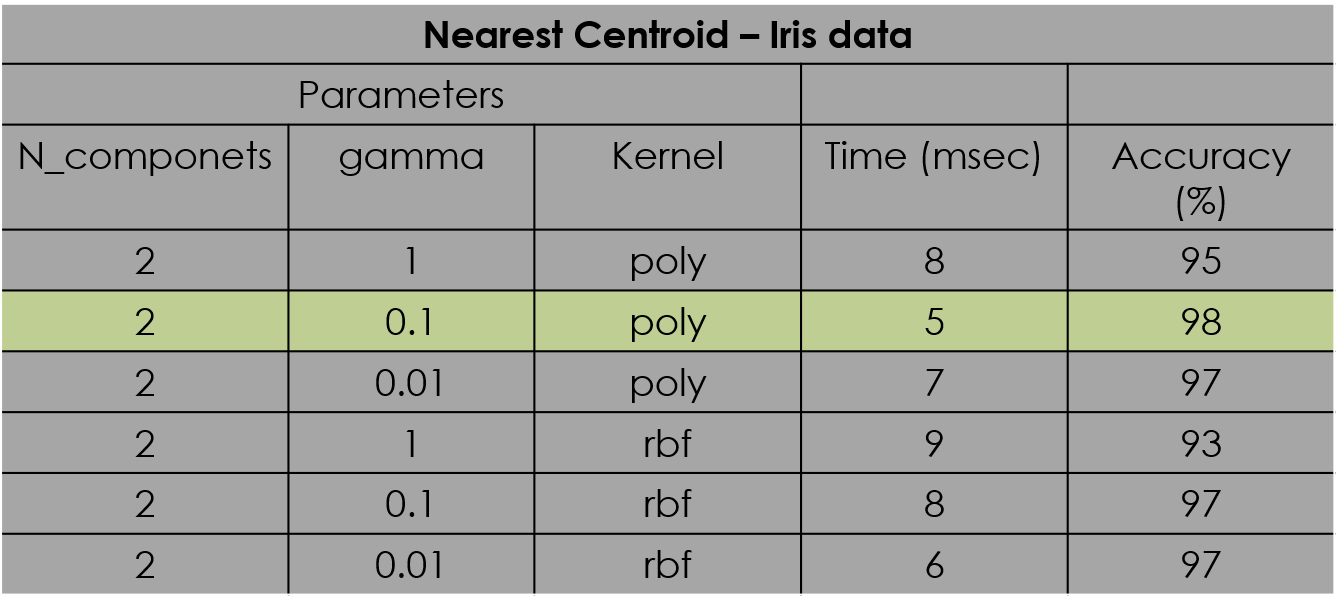 Nearest Centroid – Iris data
Parameters
N_componets gamma Kernel Time (msec) Accuracy
(%)
2 1 poly 8 95
2 0.1 poly 5 98
2 0.01 poly 7 97
2 1 rbf 9 93
2 0.1 rbf 8 97
2 0.01 rbf 6 97